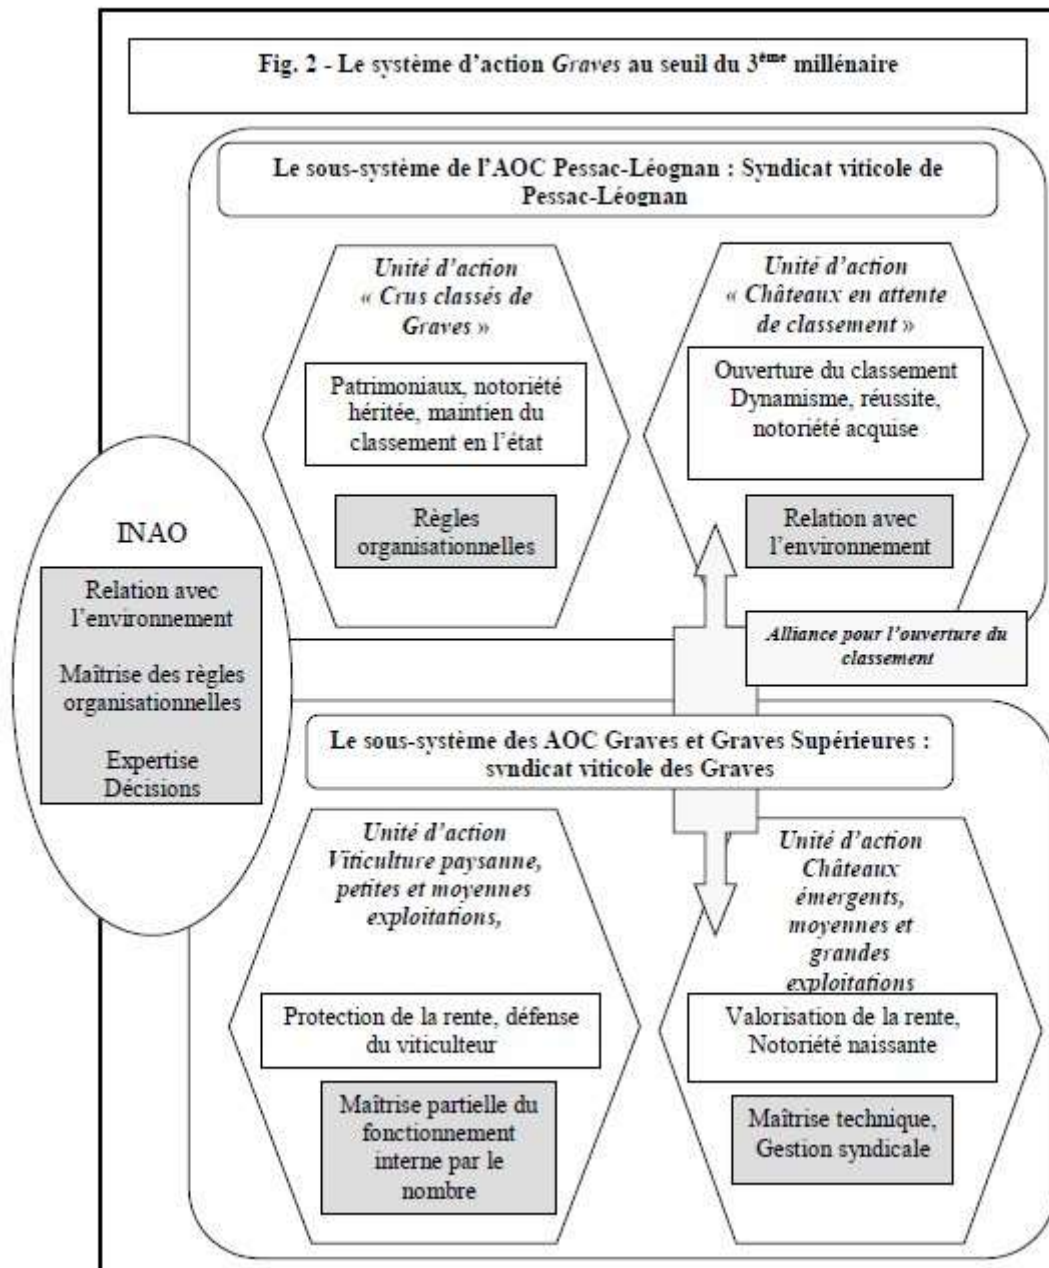 Fig. 2 - Le système d'action Graves au seuil du 3ème millénaire
Le sous-système de l'AOC Pessac-Léognan : Syndicat viticole de
Pessac-Léognan
Unité d'action
« Crus classés de
Graves »
Patrimoniaux, notoriété
héritée, maintien du
classement en l'état
Règles
organisationnelles
Unité d'action
« Châteaux en attente
de classement »
Ouverture du classement
Dynamisme, réussite,
notoriété acquise
Relation avec
l'environnement
INAO
Relation avec
l'environnement
Maîtrise des règles
organisationnelles
Expertise
Décisions
Alliance pour l'ouverture du
classement
Le sous-système des AOC Graves et Graves Supérieures :
syndicat viticole des Graves
Unité d'action
Viticulture paysanne,
petites et moyennes
exploitations,
Protection de la rente, défense
du viticulteur
Maîtrise partielle du
fonctionnement
interne par le
nombre
Unité d'action
Châteaux
émergents,
moyennes et
grandes
exploitations
Valorisation de la rente,
Notoriété naissante
Maîtrise technique,
Gestion syndicale